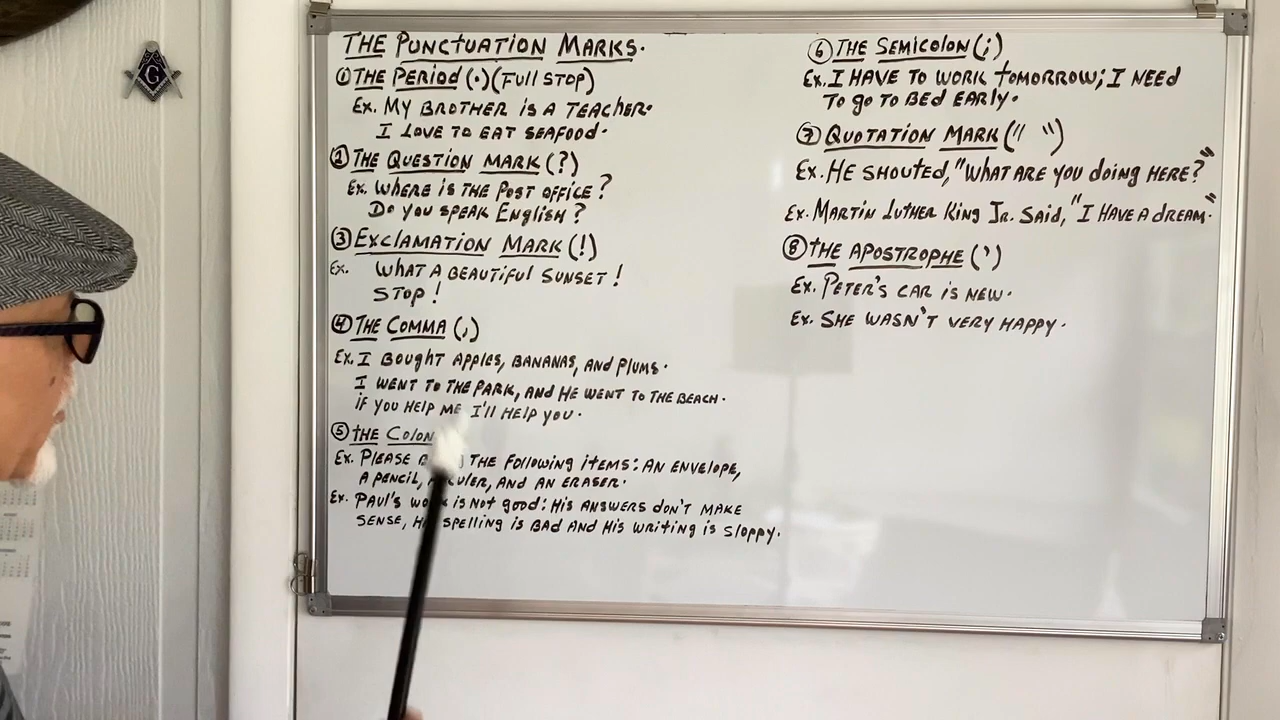 THE PUNCTUATION MARKS.
① THE PERIOD (.) (FULL STOP)
EX. MY BROTHER IS A TEACHER.
I LOVE TO EAT SEAFOOD.
② THE QUESTION MARK (?)
EX. WHERE IS THE POST OFFICE?
DO YOU SPEAK ENGLISH?
③ EXCLAMATION MARK (!)
EX. WHAT A BEAUTIFUL SUNSET!
STOP!
④ THE COMMA (,)
EX. I BOUGHT APPLES, BANANAS, AND PLUMS.
I WENT TO THE PARK, AND HE WENT TO THE BEACH.
IF YOU HELP ME I'LL HELP YOU.
⑤ THE COLON
EX. PLEASE THE FOLLOWING ITEMS: AN ENVELOPE,
A PENCIL, RULER, AND AN ERASER.
EX. PAUL'S WORK IS NOT GOOD: HIS ANSWERS DON'T MAKE
SENSE, SPELLING IS BAD AND HIS WRITING IS SLOPPY.
⑥ THE SEMICOLON (;)
EX. I HAVE TO WORK TOMORROW; I NEED
TO GO TO BED EARLY.
⑦ QUOTATION MARK (" ")
EX. HE SHOUTED, "WHAT ARE YOU DOING HERE?"
EX. MARTIN LUTHER KING JR. SAID, "I HAVE A DREAM."
⑧ THE APOSTROPHE (')
EX. PETER'S CAR IS NEW.
EX. SHE WASN'T VERY HAPPY.
G